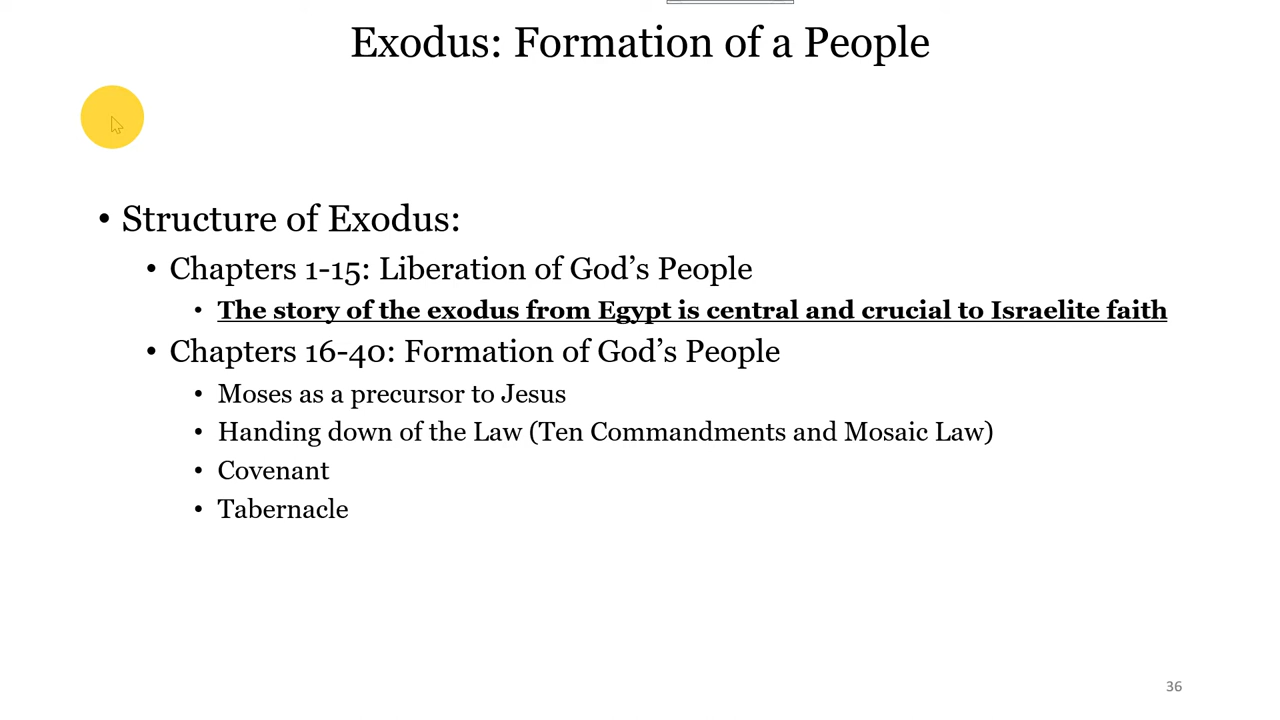 Exodus: Formation of a People
• Structure of Exodus:
• Chapters 1-15: Liberation of God’s People
• The story of the exodus from Egypt is central and crucial to Israelite faith
• Chapters 16-40: Formation of God’s People
• Moses as a precursor to Jesus
• Handing down of the Law (Ten Commandments and Mosaic Law)
• Covenant
• Tabernacle
36